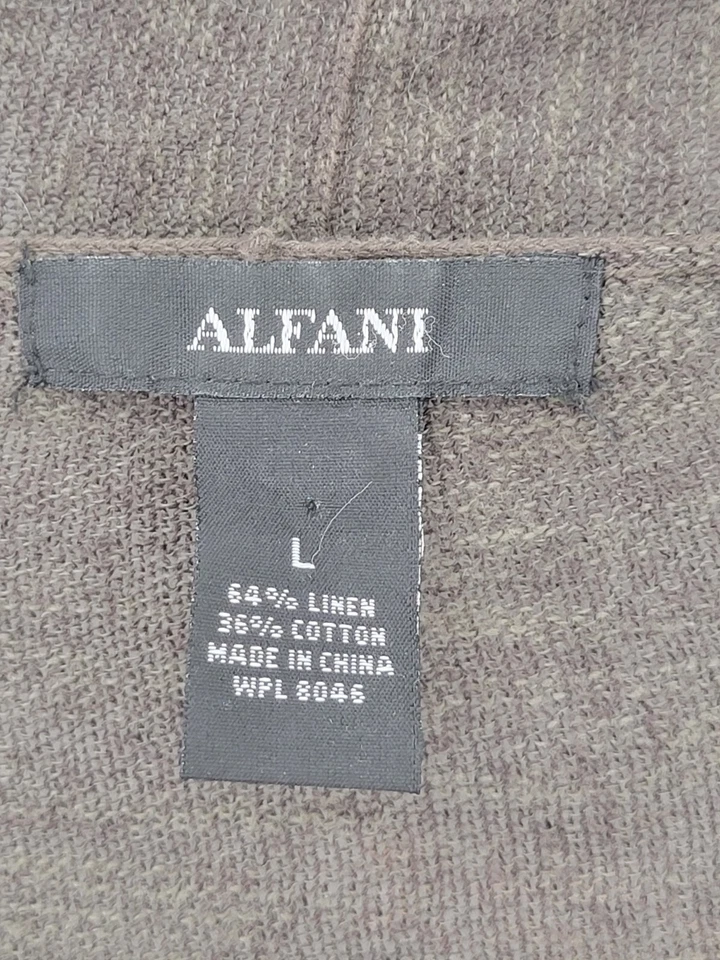 ALFANI
L
64% LINEN
36% COTTON
MADE IN CHINA
WPL 8046